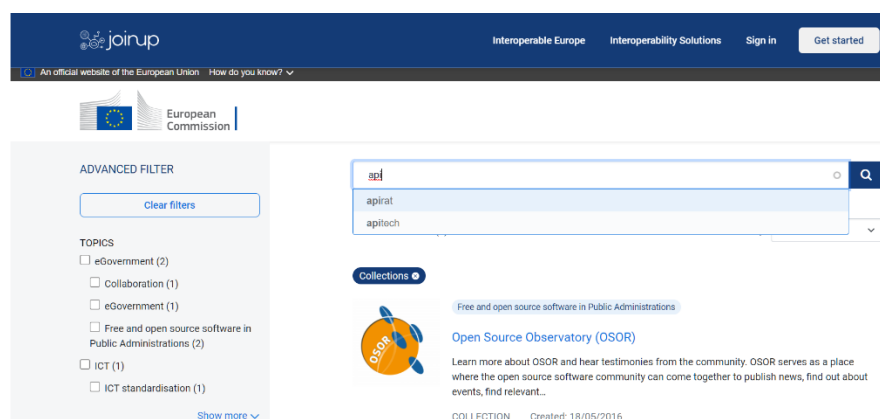 joinup
Interoperable Europe Interoperability Solutions Sign in Get started
An official website of the European Union How do you know?
European
Commission
ADVANCED FILTER
api
Clear filters
apirat
apitech
TOPICS
eGovernment (2)
Collaboration (1)
Collections
eGovernment (1)
Free and open source software in Public Administrations
Free and open source software in
Public Administrations (2)
OSOR
Open Source Observatory (OSOR)
ICT (1)
Learn more about OSOR and hear testimonies from the community. OSOR serves as a place
where the open source software community can come together to publish news, find out about
events, find relevant...
ICT standardisation (1)
Show more
COLLECTION Created: 18/05/2016